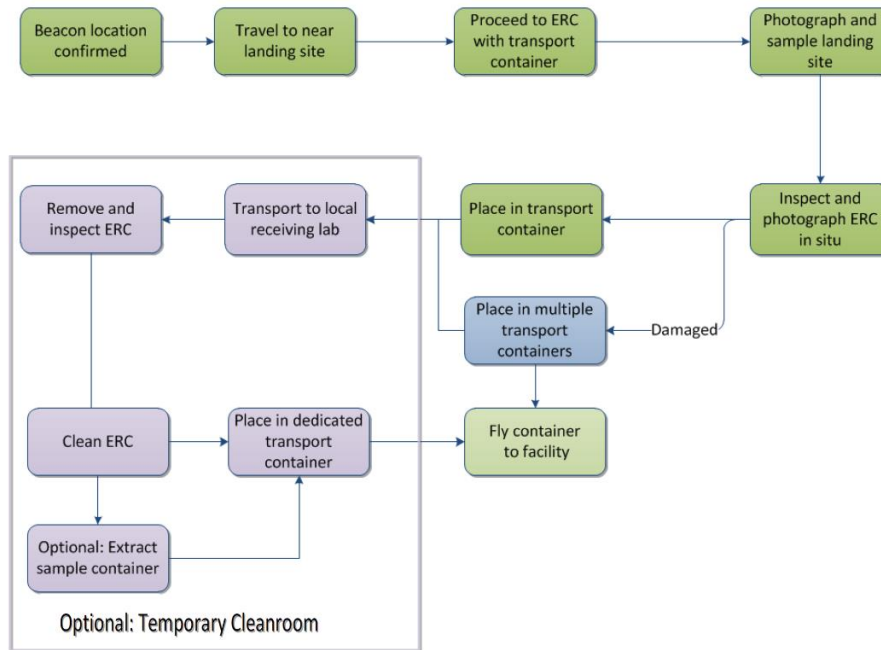 Beacon location
confirmed
Travel to near
landing site
Proceed to ERC
with transport
container
Photograph and
sample landing
site
Remove and
inspect ERC
Transport to local
receiving lab
Place in transport
container
Inspect and
photograph ERC
in situ
Place in multiple
transport
containers
Damaged
Clean ERC
Place in dedicated
transport
container
Fly container
to facility
Optional: Extract
sample container
Optional: Temporary Cleanroom